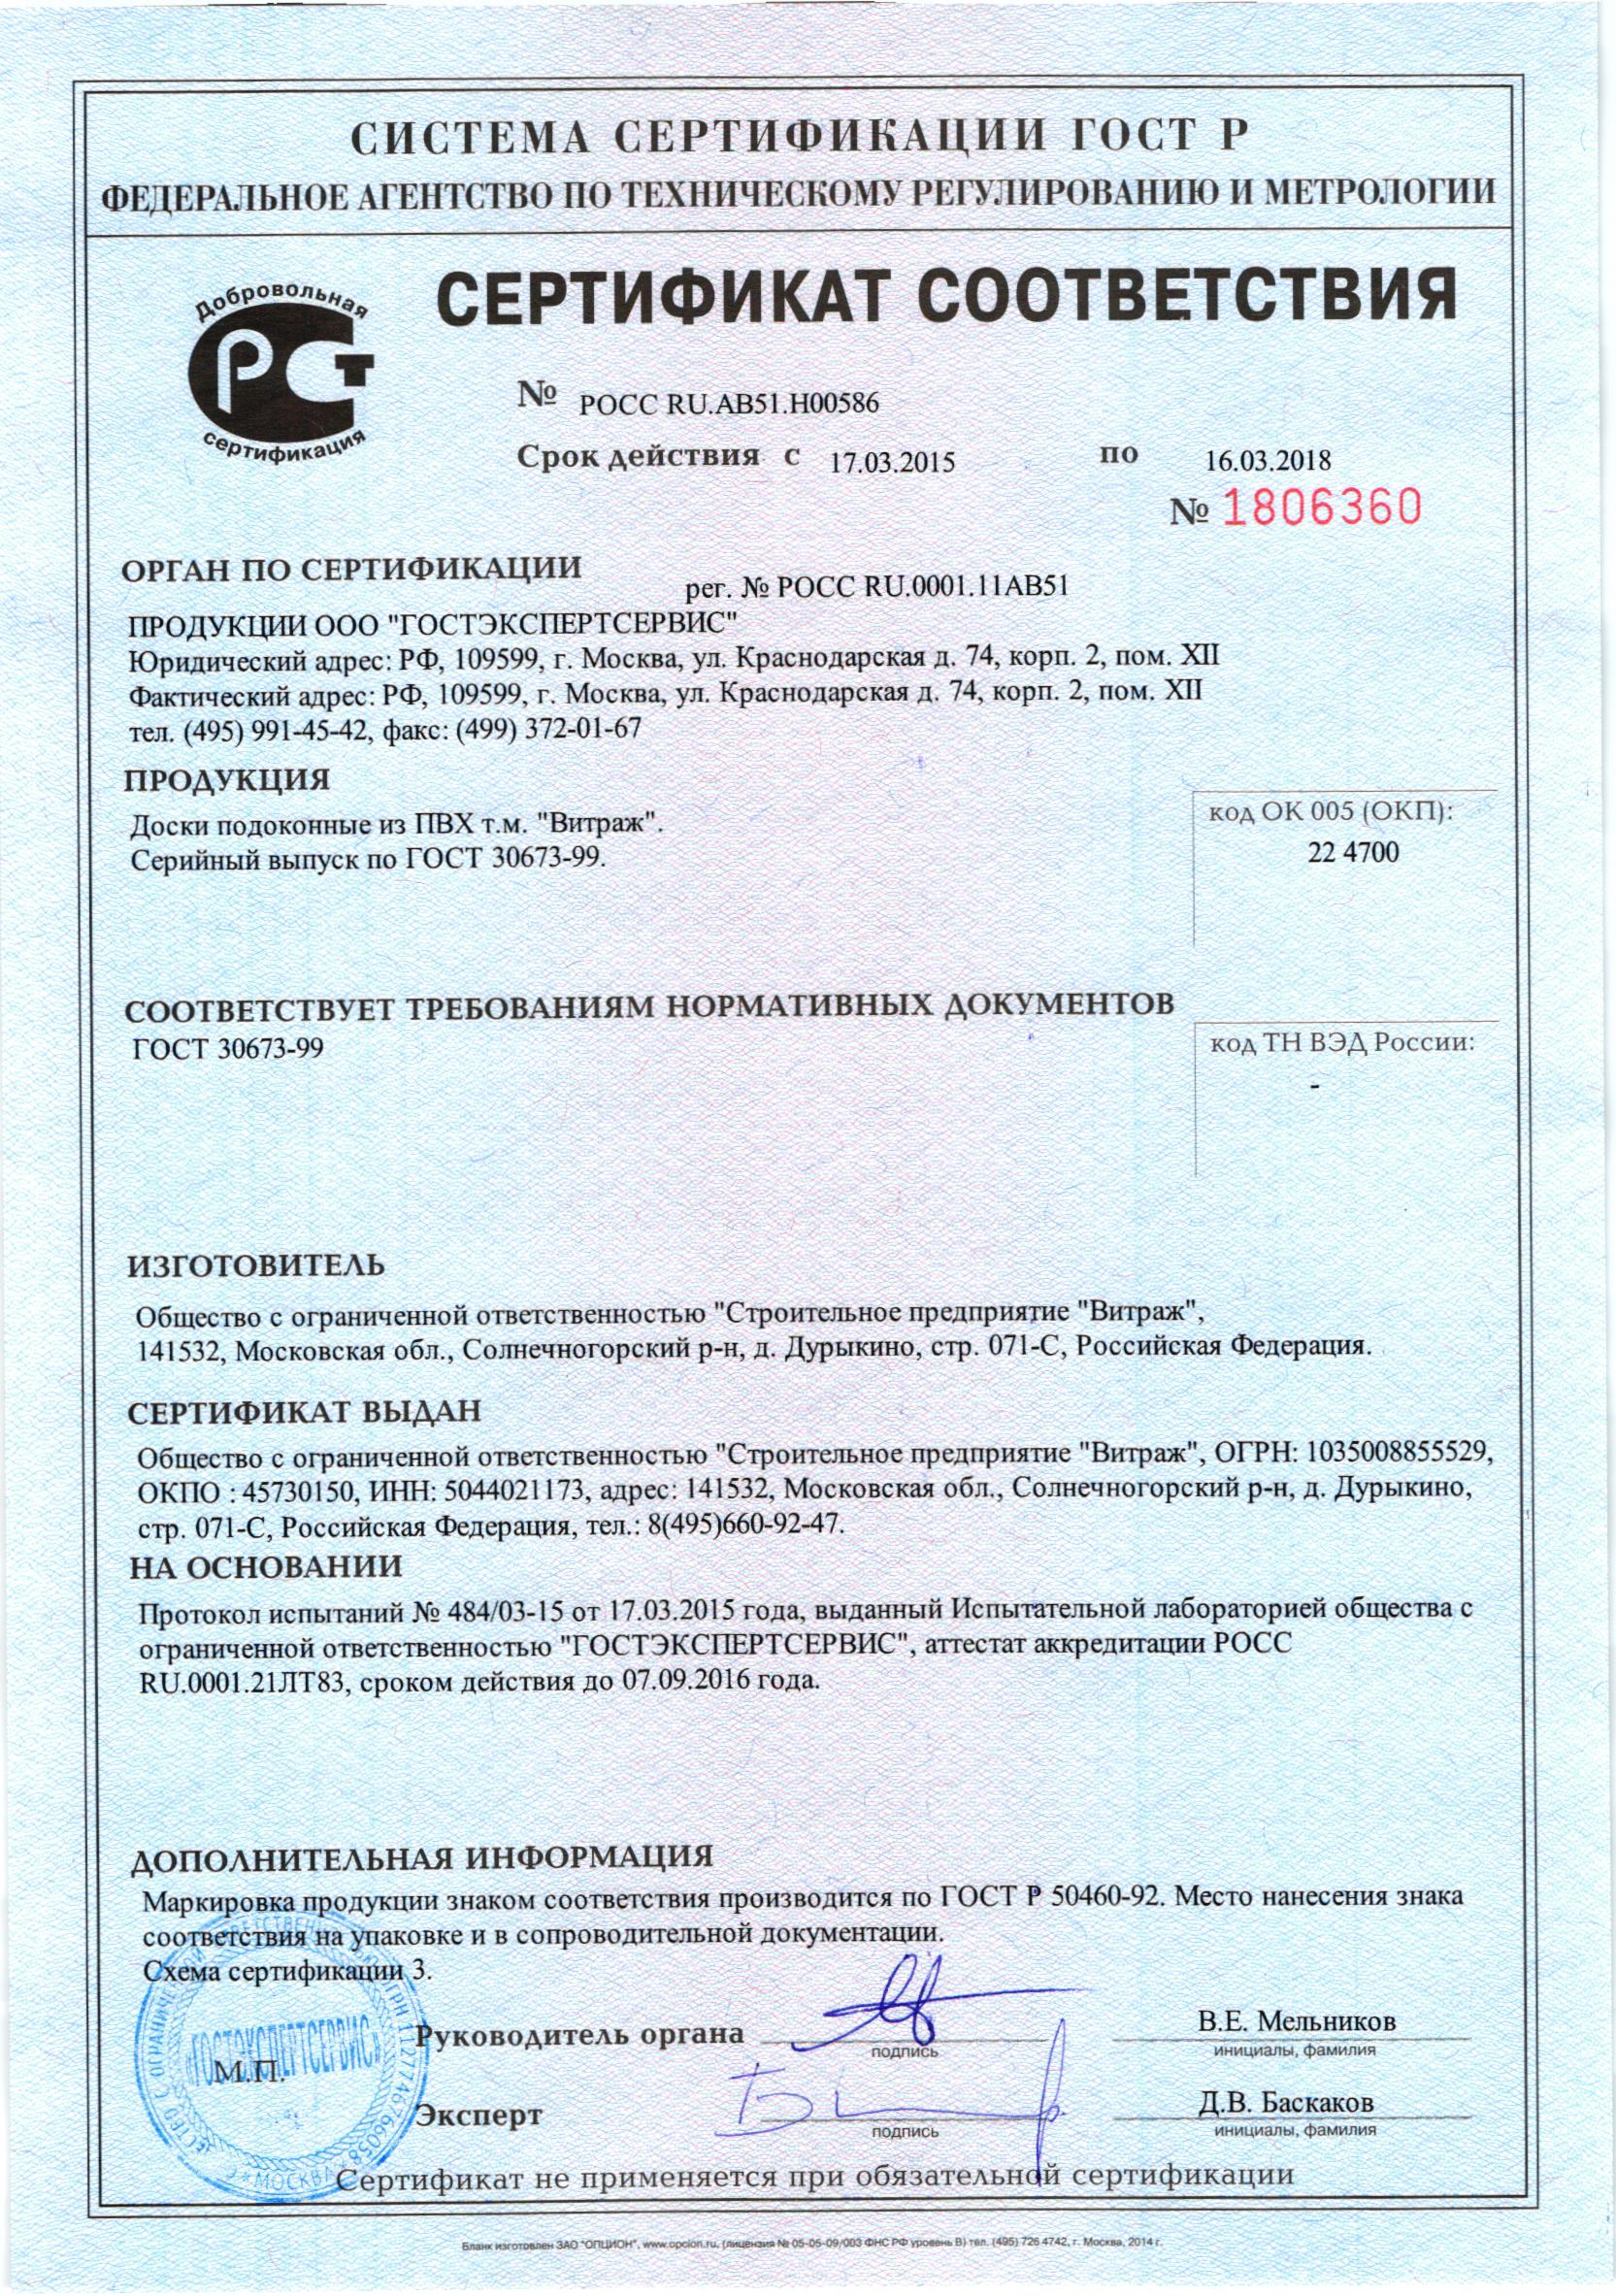 СИСТЕМА СЕРТИФИКАЦИИ ГОСТ Р
ФЕДЕРАЛЬНОЕ АГЕНТСТВО ПО ТЕХНИЧЕСКОМУ РЕГУЛИРОВАНИЮ И МЕТРОЛОГИИ
Добровольная
РСТ
сертификация
СЕРТИФИКАТ СООТВЕТСТВИЯ
№ РОСС RU.АВ51.Н00586
Срок действия с 17.03.2015 по 16.03.2018
№ 1806360
ОРГАН ПО СЕРТИФИКАЦИИ
рег. № РОСС RU.0001.11АВ51
ПРОДУКЦИИ ООО "ГОСТЭКСПЕРТСЕРВИС"
Юридический адрес: РФ, 109599, г. Москва, ул. Краснодарская д. 74, корп. 2, пом. XII
Фактический адрес: РФ, 109599, г. Москва, ул. Краснодарская д. 74, корп. 2, пом. XII
тел. (495) 991-45-42, факс: (499) 372-01-67
ПРОДУКЦИЯ
Доски подоконные из ПВХ т.м. "Витраж".
Серийный выпуск по ГОСТ 30673-99.
код ОК 005 (ОКП):
22 4700
СООТВЕТСТВУЕТ ТРЕБОВАНИЯМ НОРМАТИВНЫХ ДОКУМЕНТОВ
ГОСТ 30673-99
код ТН ВЭД России:
-
ИЗГОТОВИТЕЛЬ
Общество с ограниченной ответственностью "Строительное предприятие "Витраж",
141532, Московская обл., Солнечногорский р-н, д. Дурыкино, стр. 071-С, Российская Федерация.
СЕРТИФИКАТ ВЫДАН
Общество с ограниченной ответственностью "Строительное предприятие "Витраж", ОГРН: 1035008855529,
ОКПО : 45730150, ИНН: 5044021173, адрес: 141532, Московская обл., Солнечногорский р-н, д. Дурыкино,
стр. 071-С, Российская Федерация, тел.: 8(495)660-92-47.
НА ОСНОВАНИИ
Протокол испытаний № 484/03-15 от 17.03.2015 года, выданный Испытательной лабораторией общества с
ограниченной ответственностью "ГОСТЭКСПЕРТСЕРВИС", аттестат аккредитации РОСС
RU.0001.21ЛТ83, сроком действия до 07.09.2016 года.
ДОПОЛНИТЕЛЬНАЯ ИНФОРМАЦИЯ
Маркировка продукции знаком соответствия производится по ГОСТ Р 50460-92. Место нанесения знака
соответствия на упаковке и в сопроводительной документации.
Схема сертификации 3.
Руководитель органа
подпись
В.Е. Мельников
инициалы, фамилия
«ГОСТЭКСПЕРТСЕРВИС»
М.П.
Эксперт
подпись
Д.В. Баскаков
инициалы, фамилия
*МОСКВА*
Сертификат не применяется при обязательной сертификации
Бланк изготовлен ЗАО "ОПЦИОН", www.opcion.ru, (лицензия № 05-05-09/003 ФНС РФ уровень В) тел. (495) 726 4742, г. Москва, 2014 г.